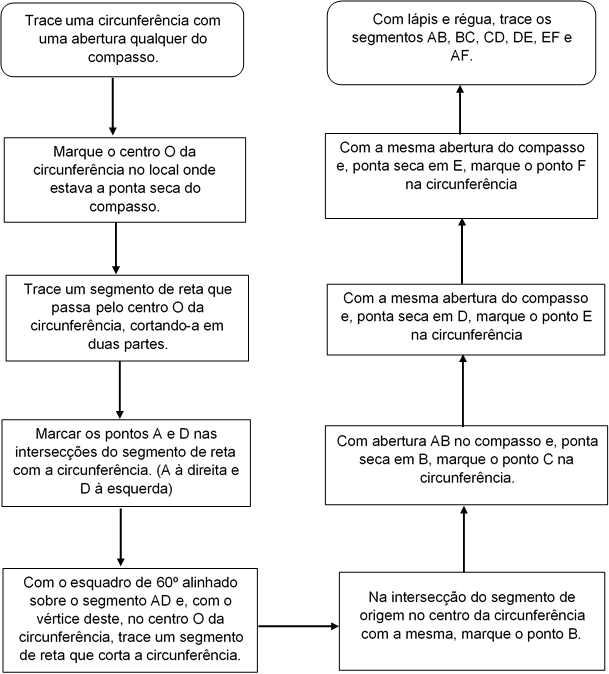 Trace uma circunferência com
uma abertura qualquer do
compasso.
Marque o centro O da
circunferência no local onde
estava a ponta seca do
compasso.
Trace um segmento de reta que
passa pelo centro O da
circunferência, cortando-a em
duas partes.
Marcar os pontos A e D nas
intersecções do segmento de reta
com a circunferência. (A à direita e
D à esquerda)
Com o esquadro de 60º alinhado
sobre o segmento AD e, com o
vértice deste, no centro O da
circunferência, trace um segmento
de reta que corta a circunferência.
Na intersecção do segmento de
origem no centro da circunferência
com a mesma, marque o ponto B.
Com abertura AB no compasso e, ponta
seca em B, marque o ponto C na
circunferência.
Com a mesma abertura do compasso
e, ponta seca em D, marque o ponto E
na circunferência
Com a mesma abertura do compasso
e, ponta seca em E, marque o ponto F
na circunferência
Com lápis e régua, trace os
segmentos AB, BC, CD, DE, EF e
AF.